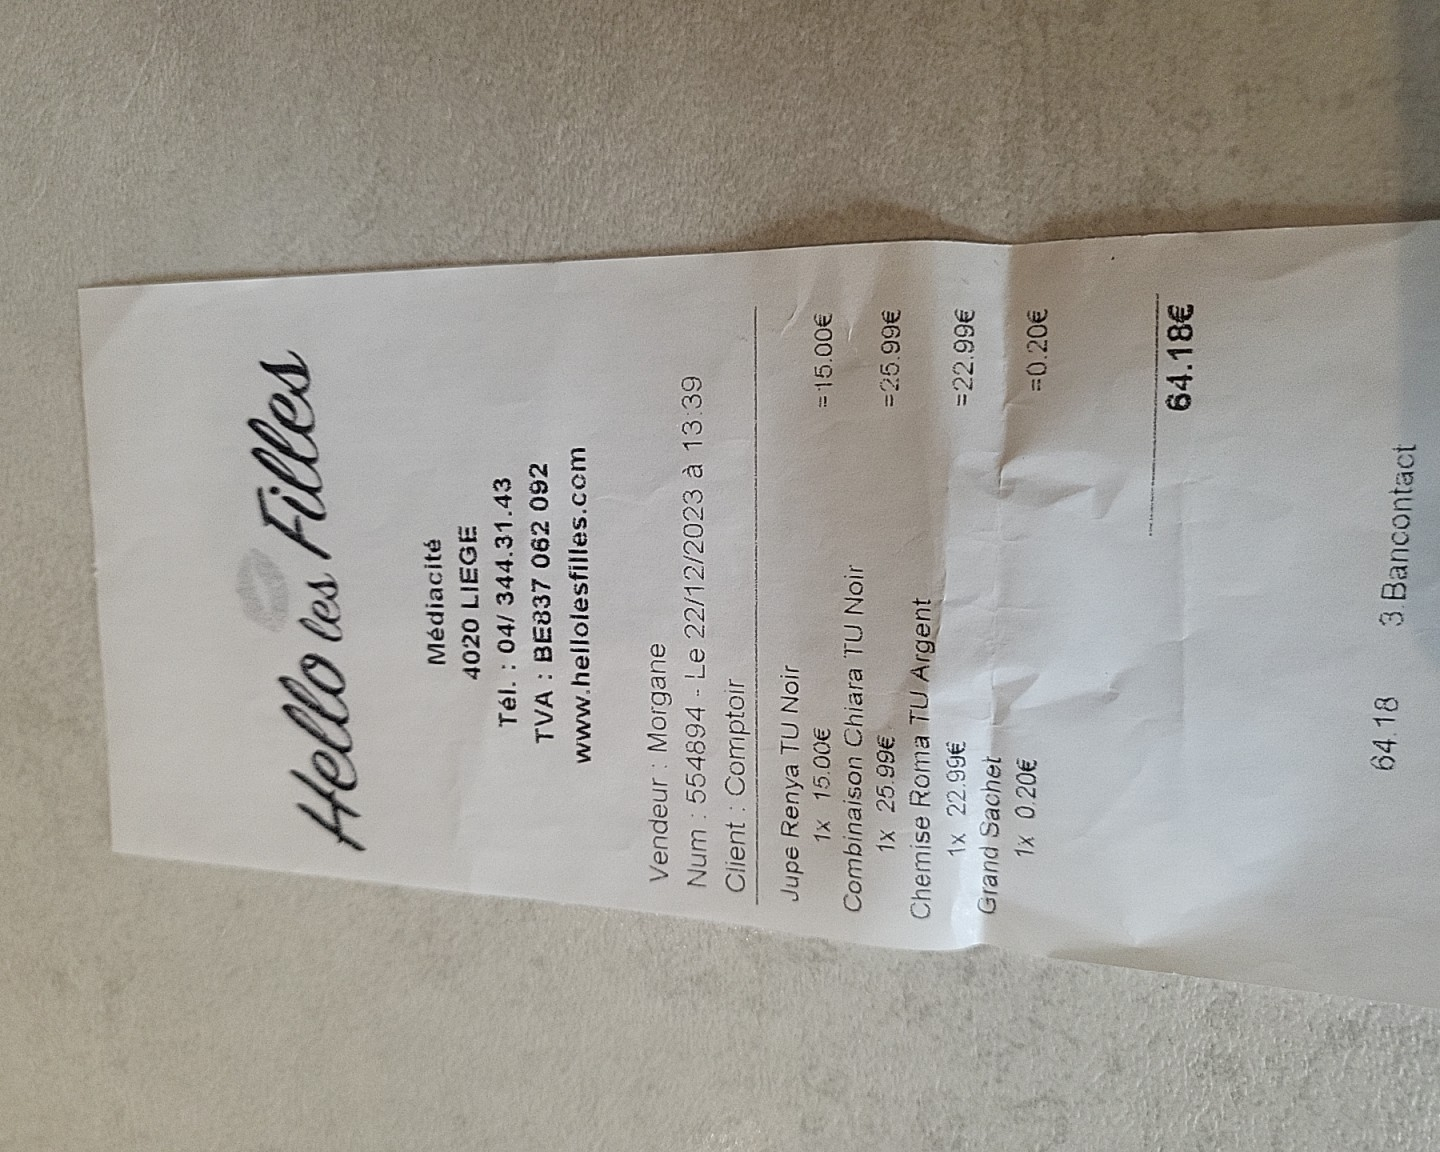 Hello les Filles
Médiacité
4020 LIEGE
Tél. : 04/ 344.31.43
TVA : BE837 062 092
www.hellolesfilles.com
Vendeur : Morgane
Num : 554894 - Le 22/12/2023 à 13:39
Client : Comptoir
Jupe Renya TU Noir
1x 15.00€ =15.00€
Combinaison Chiara TU Noir
1x 25.99€ =25.99€
Chemise Roma TU Argent
1x 22.99€ =22.99€
Grand Sachet
1x 0.20€ =0.20€
64.18€
64.18 3.Bancontact